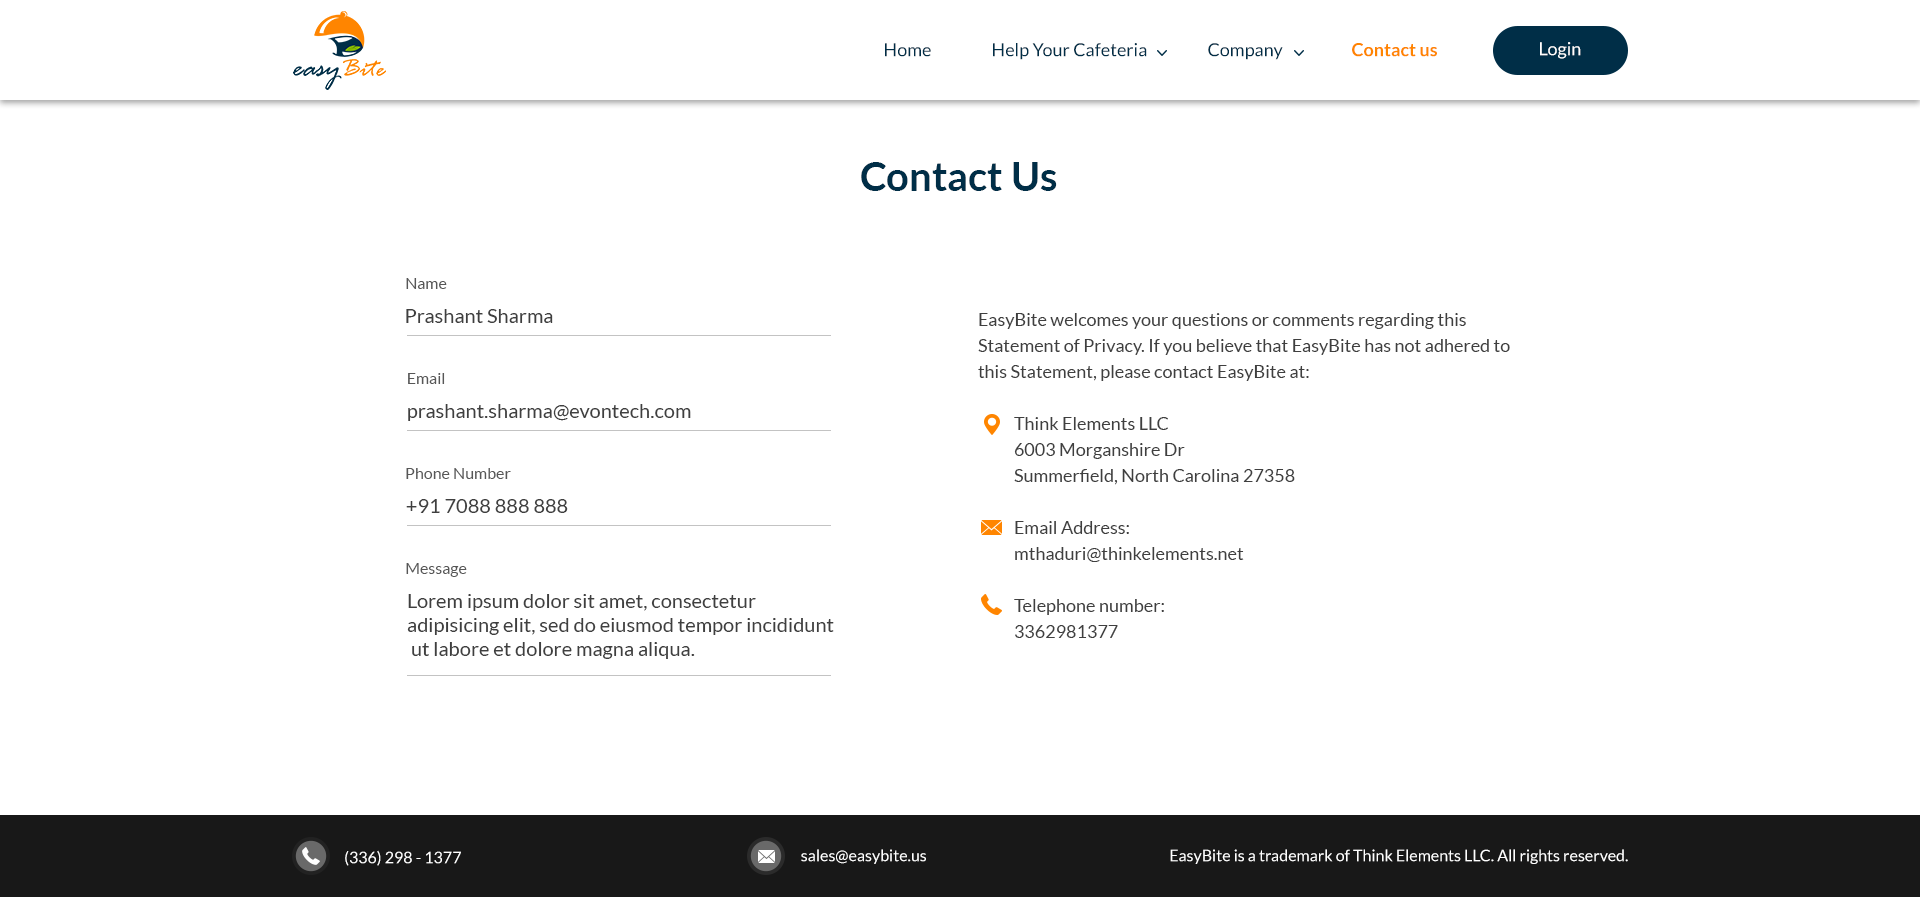 easy Bite
Home
Help Your Cafeteria
Company
Contact us
Login
Contact Us
Name
Prashant Sharma
Email
prashant.sharma@evontech.com
Phone Number
+91 7088 888 888
Message
Lorem ipsum dolor sit amet, consectetur
adipisicing elit, sed do eiusmod tempor incididunt
ut labore et dolore magna aliqua.
EasyBite welcomes your questions or comments regarding this
Statement of Privacy. If you believe that EasyBite has not adhered to
this Statement, please contact EasyBite at:
Think Elements LLC
6003 Morganshire Dr
Summerfield, North Carolina 27358
Email Address:
mthaduri@thinkelements.net
Telephone number:
3362981377
(336) 298 - 1377
sales@easybite.us
EasyBite is a trademark of Think Elements LLC. All rights reserved.